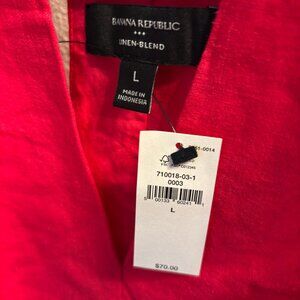 BANANA REPUBLIC
LINEN-BLEND
L
MADE IN
INDONESIA
710018-03-1
0003
L
$70.00